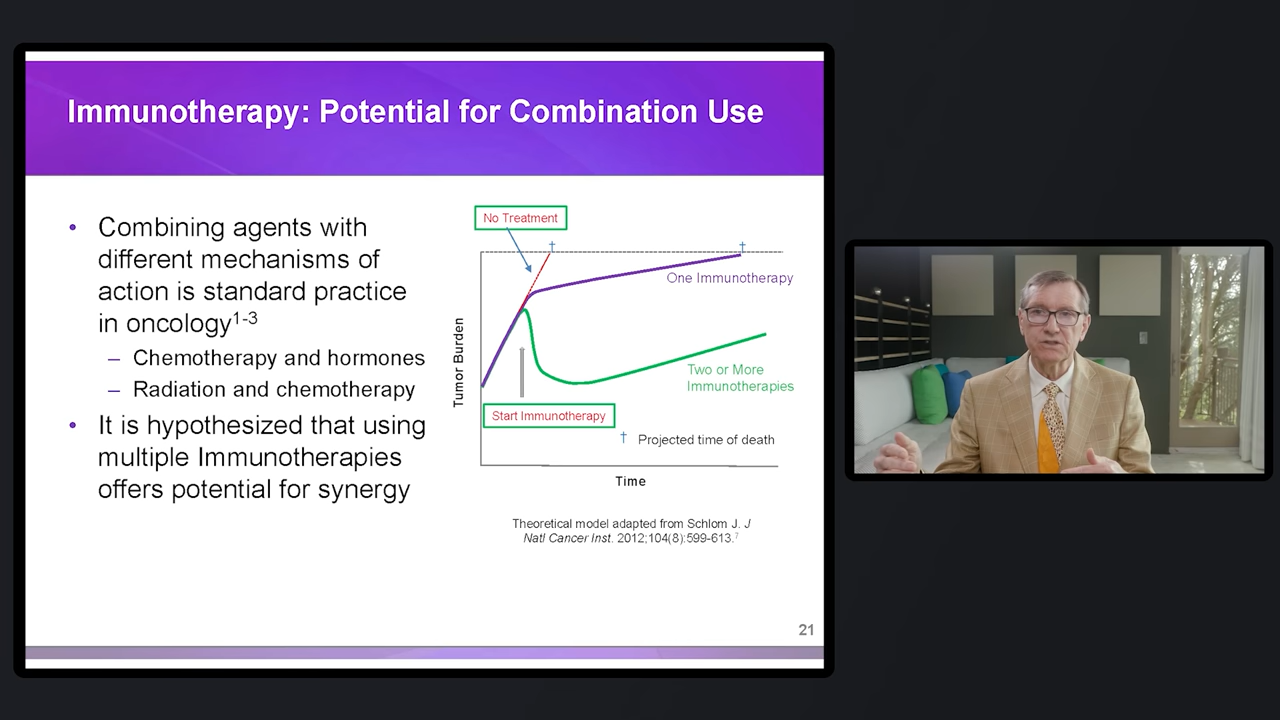 Immunotherapy: Potential for Combination Use
• Combining agents with
different mechanisms of
action is standard practice
in oncology1-3
– Chemotherapy and hormones
– Radiation and chemotherapy
• It is hypothesized that using
multiple Immunotherapies
offers potential for synergy
No Treatment
† †
One Immunotherapy
Tumor Burden
Two or More
Immunotherapies
Start Immunotherapy
† Projected time of death
Time
Theoretical model adapted from Schlom J. J
Natl Cancer Inst. 2012;104(8):599-613.7
21